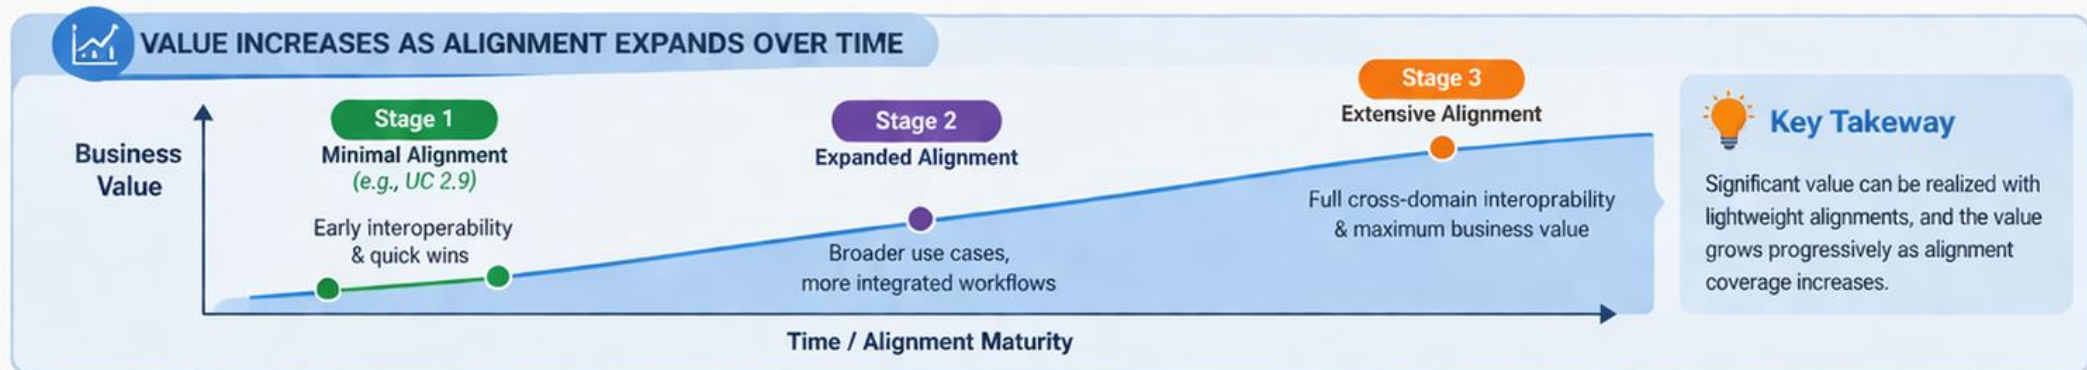 VALUE INCREASES AS ALIGNMENT EXPANDS OVER TIME
Business
Value
Stage 1
Minimal Alignment
(e.g., UC 2.9)
Early interoperability
& quick wins
Stage 2
Expanded Alignment
Broader use cases,
more integrated workflows
Stage 3
Extensive Alignment
Full cross-domain interoprability
& maximum business value
Time / Alignment Maturity
Key Takeway
Significant value can be realized with
lightweight alignments, and the value
grows progressively as alignment
coverage increases.